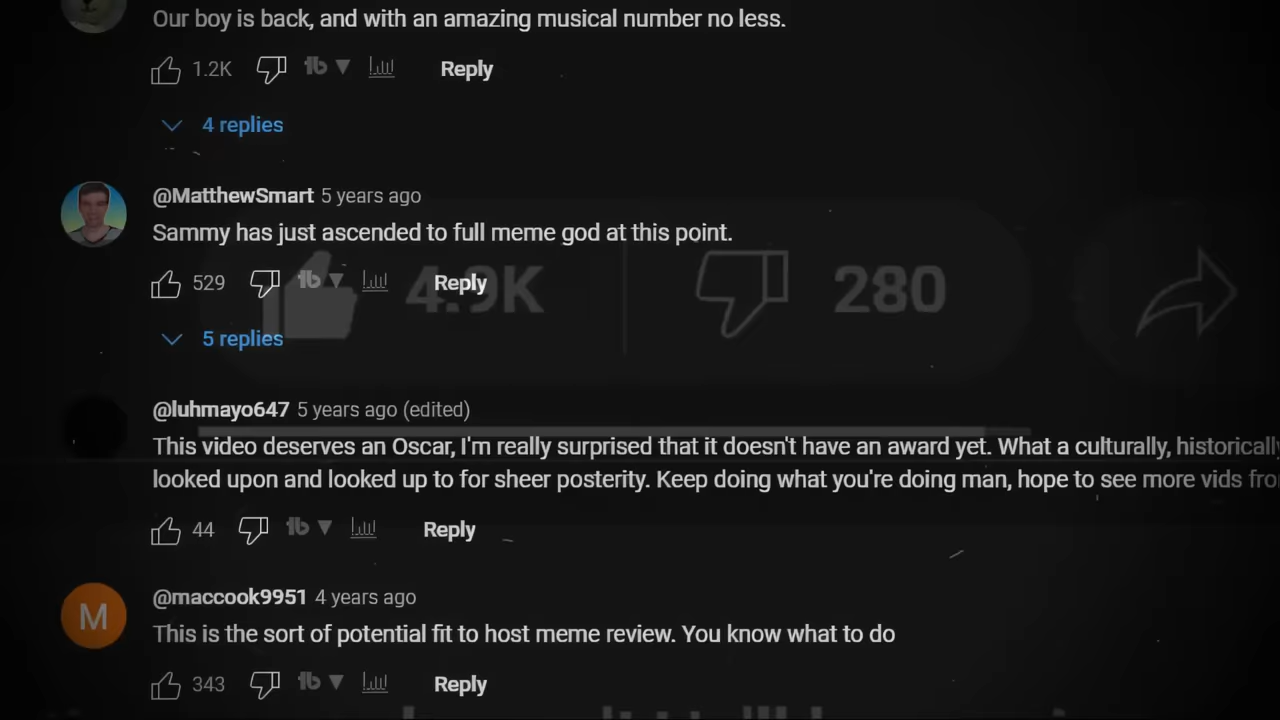 Our boy is back, and with an amazing musical number no less.
1.2K Reply
4 replies
@MatthewSmart 5 years ago
Sammy has just ascended to full meme god at this point.
529 Reply
4.9K 280
5 replies
@luhmayo647 5 years ago (edited)
This video deserves an Oscar, I'm really surprised that it doesn't have an award yet. What a culturally, historically
looked upon and looked up to for sheer posterity. Keep doing what you're doing man, hope to see more vids fro
44 Reply
M
@maccook9951 4 years ago
This is the sort of potential fit to host meme review. You know what to do
343 Reply